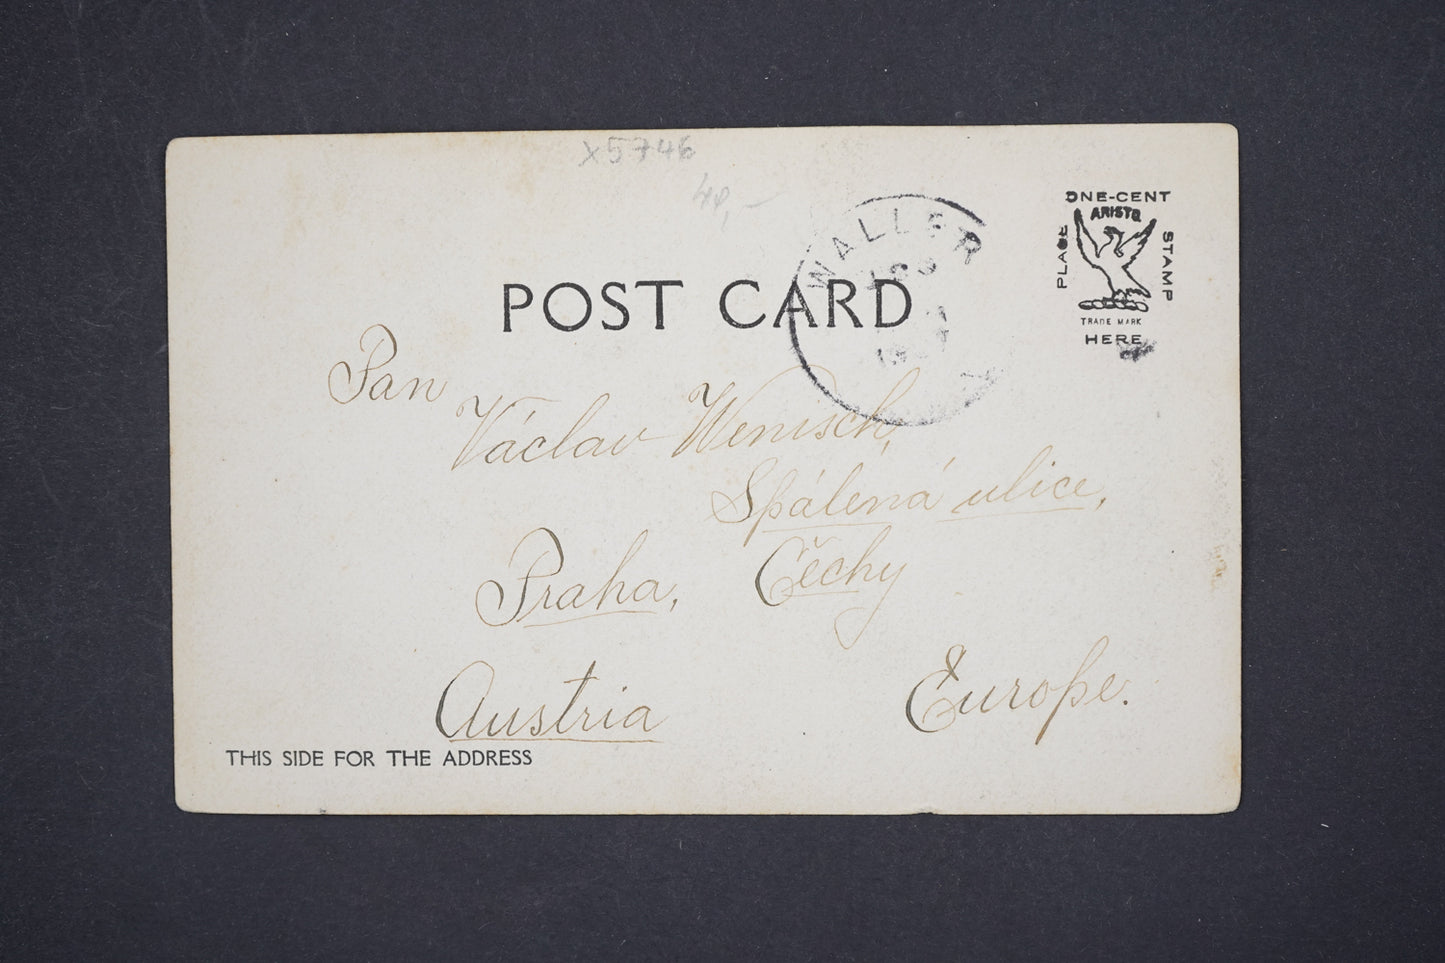 x5746
WALLER
ONE-CENT
ARISTO
PLACE
STAMP
TRADE MARK
HERE
POST CARD
Pan
Václav Wenisch,
Spálená ulice,
Praha, Čechy
Austria Europe.
THIS SIDE FOR THE ADDRESS